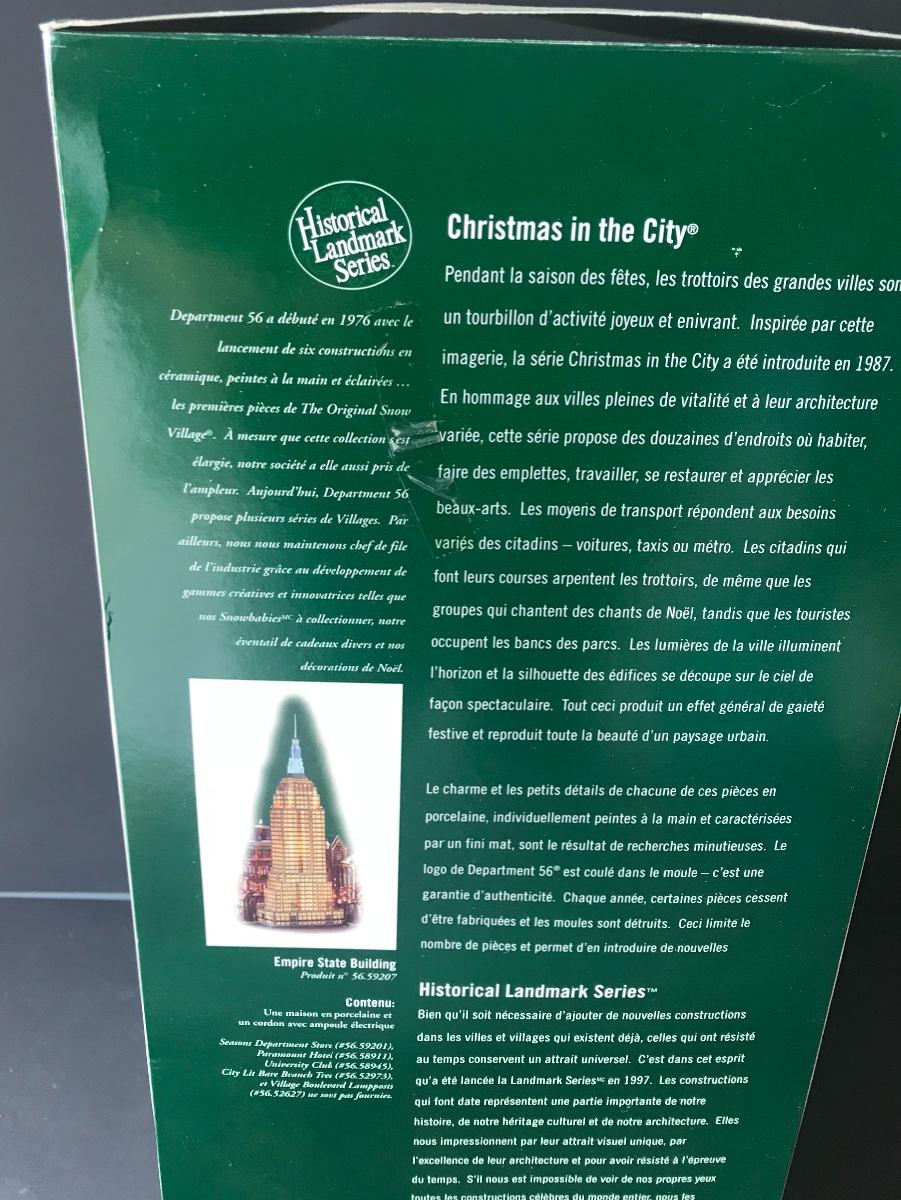 Historical
Landmark
Series
Department 56 a débuté en 1976 avec le
lancement de six constructions en
céramique, peintes à la main et éclairées ...
les premières pièces de The Original Snow
Village®. À mesure que cette collection s'est
élargie, notre société a elle aussi pris de
l'ampleur. Aujourd'hui, Department 56
propose plusieurs séries de Villages. Par
ailleurs, nous nous maintenons chef de file
de l'industrie grâce au développement de
gammes créatives et innovatrices telles que
nos Snowbabiesᴹᶜ à collectionner, notre
éventail de cadeaux divers et nos
décorations de Noël.
Empire State Building
Produit n° 56.59207
Contenu:
Une maison en porcelaine et
un cordon avec ampoule électrique
Seasons Department Store (#56.59201),
Paramount Hotel (#56.58911),
University Club (#56.58945),
City Lit Bare Branch Tree (#56.52973),
et Village Boulevard Lampposts
(#56.52627) ne sont pas fournies.
Christmas in the City®
Pendant la saison des fêtes, les trottoirs des grandes villes
un tourbillon d'activité joyeux et enivrant. Inspirée par cette
imagerie, la série Christmas in the City a été introduite en 1987.
En hommage aux villes pleines de vitalité et à leur architecture
variée, cette série propose des douzaines d'endroits où habiter,
faire des emplettes, travailler, se restaurer et apprécier les
beaux-arts. Les moyens de transport répondent aux besoins
variés des citadins – voitures, taxis ou métro. Les citadins qui
font leurs courses arpentent les trottoirs, de même que les
groupes qui chantent des chants de Noël, tandis que les touristes
occupent les bancs des parcs. Les lumières de la ville illuminent
l'horizon et la silhouette des édifices se découpe sur le ciel de
façon spectaculaire. Tout ceci produit un effet général de gaieté
festive et reproduit toute la beauté d'un paysage urbain.
Le charme et les petits détails de chacune de ces pièces en
porcelaine, individuellement peintes à la main et caractérisées
par un fini mat, sont le résultat de recherches minutieuses. Le
logo de Department 56® est coulé dans le moule – c'est une
garantie d'authenticité. Chaque année, certaines pièces cessent
d'être fabriquées et les moules sont détruits. Ceci limite le
nombre de pièces et permet d'en introduire de nouvelles
Historical Landmark Series™
Bien qu'il soit nécessaire d'ajouter de nouvelles constructions
dans les villes et villages qui existent déjà, celles qui ont résisté
au temps conservent un attrait universel. C'est dans cet esprit
qu'a été lancée la Landmark Seriesᴹᶜ en 1997. Les constructions
qui font date représentent une partie importante de notre
histoire, de notre héritage culturel et de notre architecture. Elles
nous impressionnent par leur attrait visuel unique, par
l'excellence de leur architecture et pour avoir résisté à l'épreuve
du temps. S'il nous est impossible de voir de nos propres yeux
toutes les constructions célèbres du monde entier, nous les